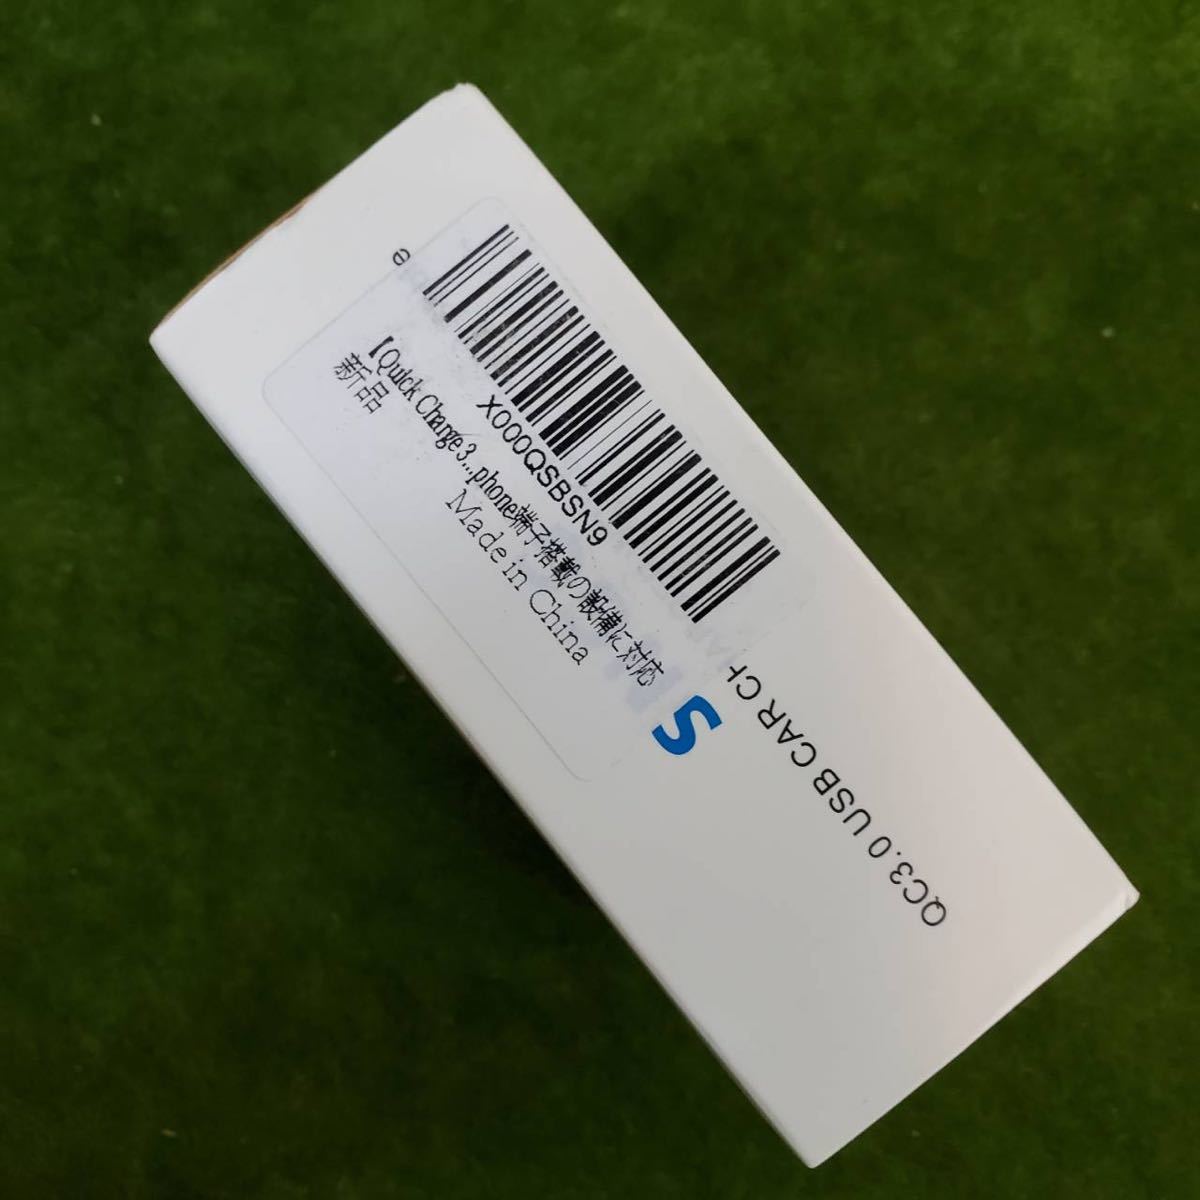 X000QSBSN9
【Quick Charge 3...phone端子搭載の設備に対応
新品
Made in China
QC3.0 USB CAR CHA
S
e